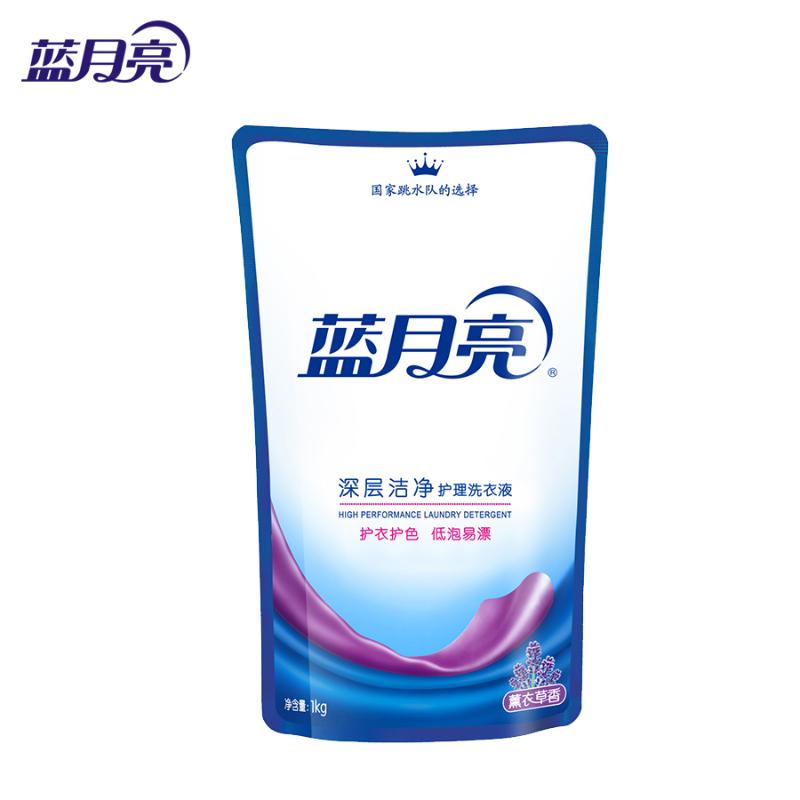 蓝月亮
国家跳水队的选择
蓝月亮®
深层洁净护理洗衣液
HIGH PERFORMANCE LAUNDRY DETERGENT
护衣护色 低泡易漂
净含量:1kg
薰衣草香